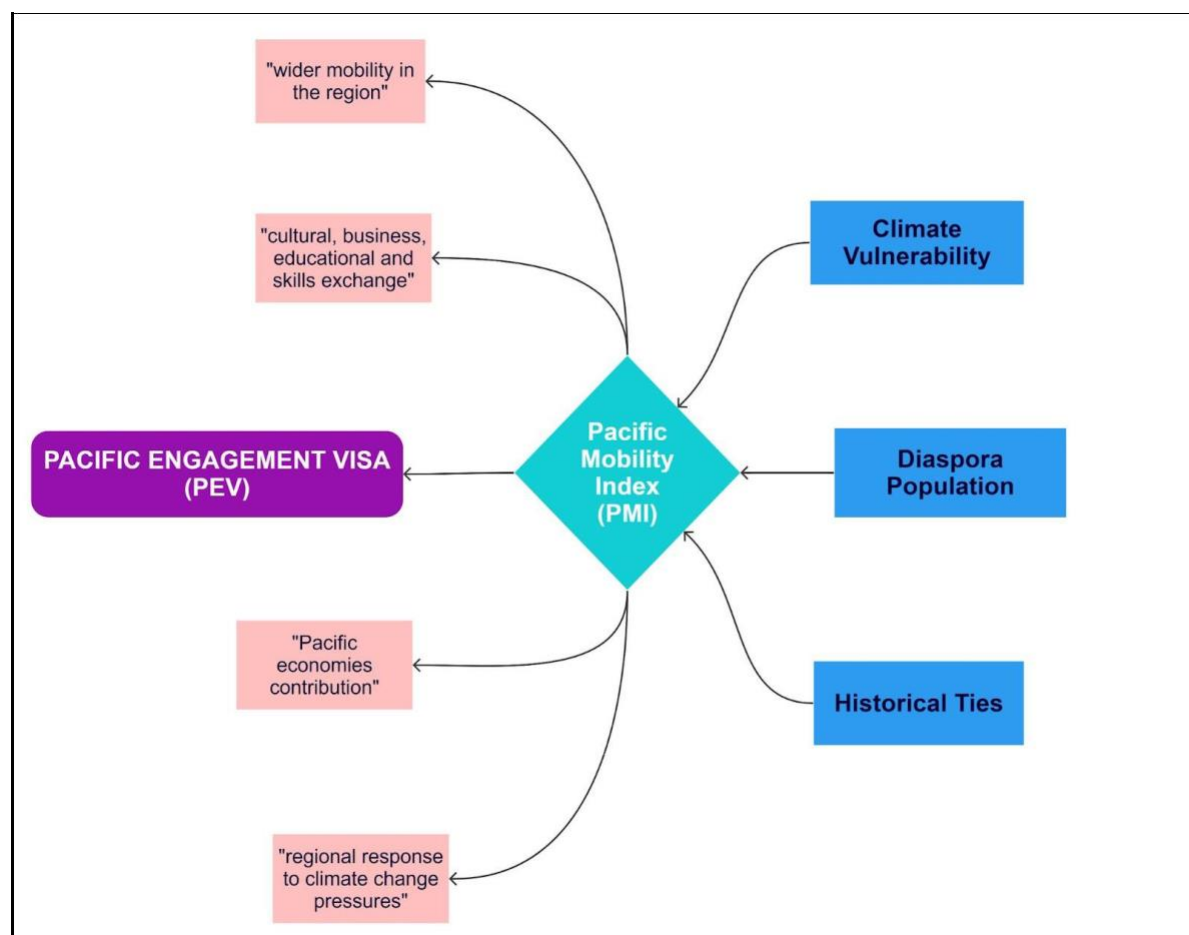 "wider mobility in
the region"
"cultural, business,
educational and
skills exchange"
Climate
Vulnerability
PACIFIC ENGAGEMENT VISA
(PEV)
Pacific
Mobility
Index
(PMI)
Diaspora
Population
"Pacific
economies
contribution"
Historical Ties
"regional response
to climate change
pressures"